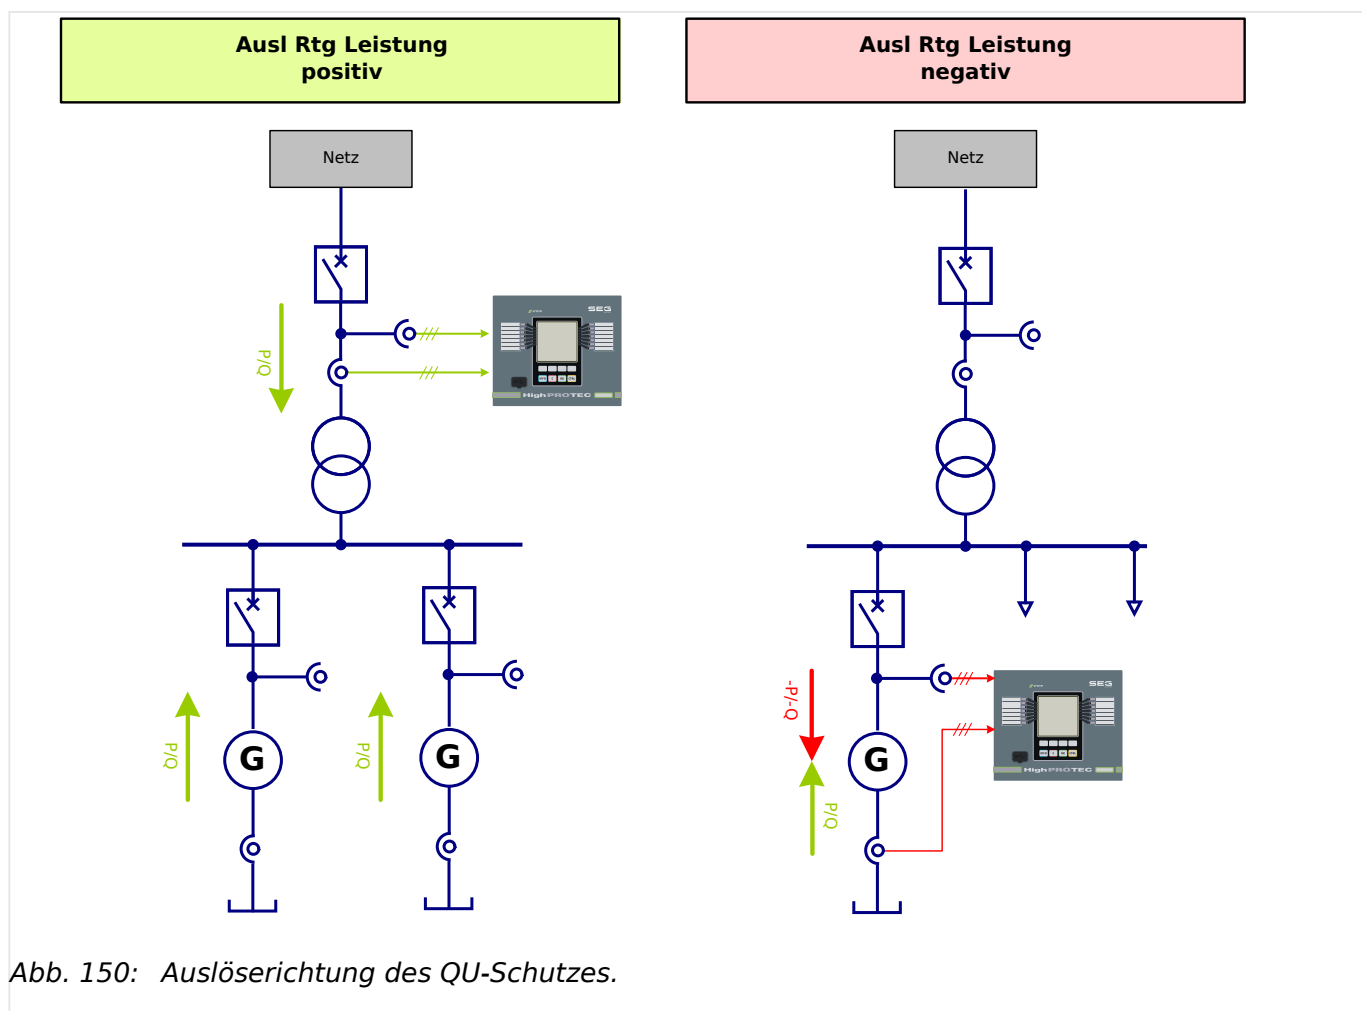 Ausl Rtg Leistung
positiv
Ausl Rtg Leistung
negativ
Netz
Netz
P/Q
SEG
HighPROTEC
P/Q
P/Q
G
G
-P/-Q
P/Q
G
SEG
HighPROTEC
Abb. 150: Auslöserichtung des QU-Schutzes.